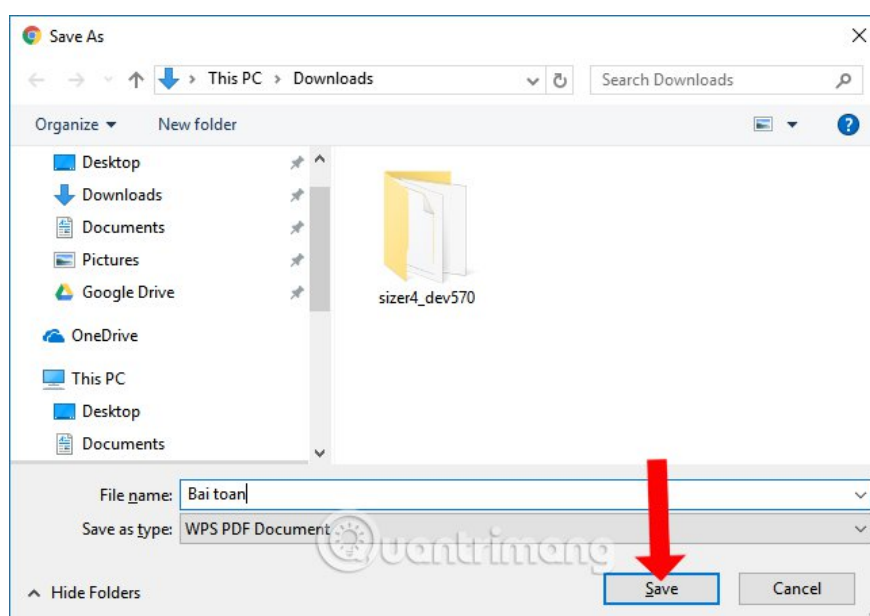 Save As
This PC > Downloads
Search Downloads
Organize
New folder
Desktop
Downloads
Documents
Pictures
Google Drive
OneDrive
This PC
Desktop
Documents
sizer4_dev570
File name: Bai toan
Save as type: WPS PDF Document
Quantrimang
Hide Folders
Save
Cancel